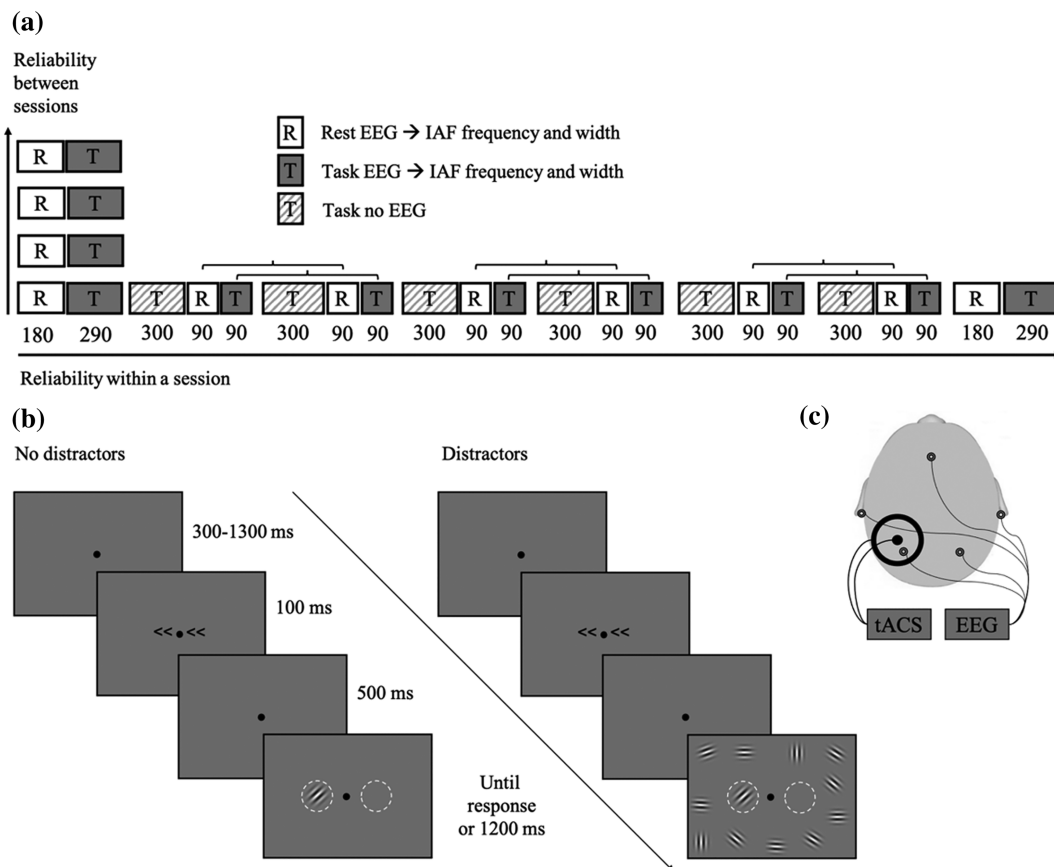 (a)
Reliability
between
sessions
R Rest EEG → IAF frequency and width
T Task EEG → IAF frequency and width
T Task no EEG
R T
R T
R T
R T T R T T R T T R T T R T T R T T R T R T
180 290 300 90 90 300 90 90 300 90 90 300 90 90 300 90 90 300 90 90 180 290
Reliability within a session
(b)
No distractors
300-1300 ms
<< <<
100 ms
500 ms
Until
response
or 1200 ms
Distractors
<< <<
(c)
tACS EEG